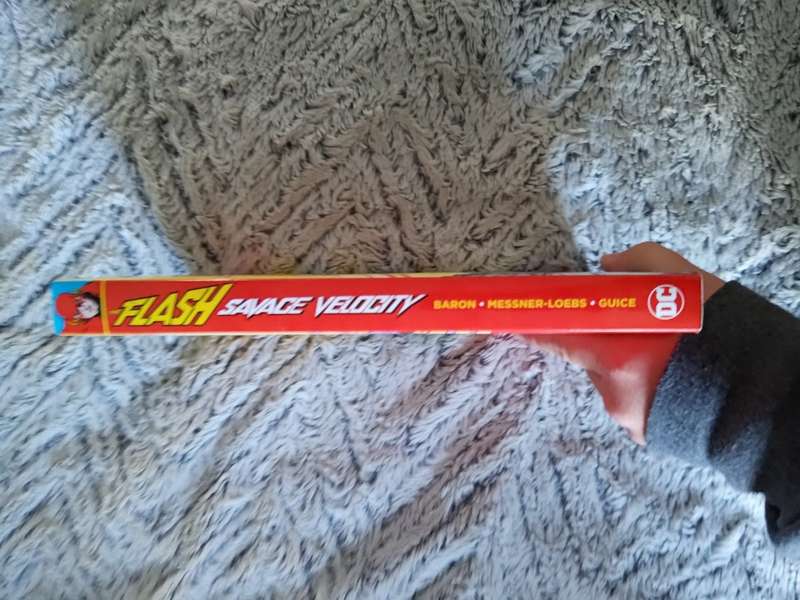 FLASH SAVAGE VELOCITY BARON • MESSNER-LOEBS • GUICE DC